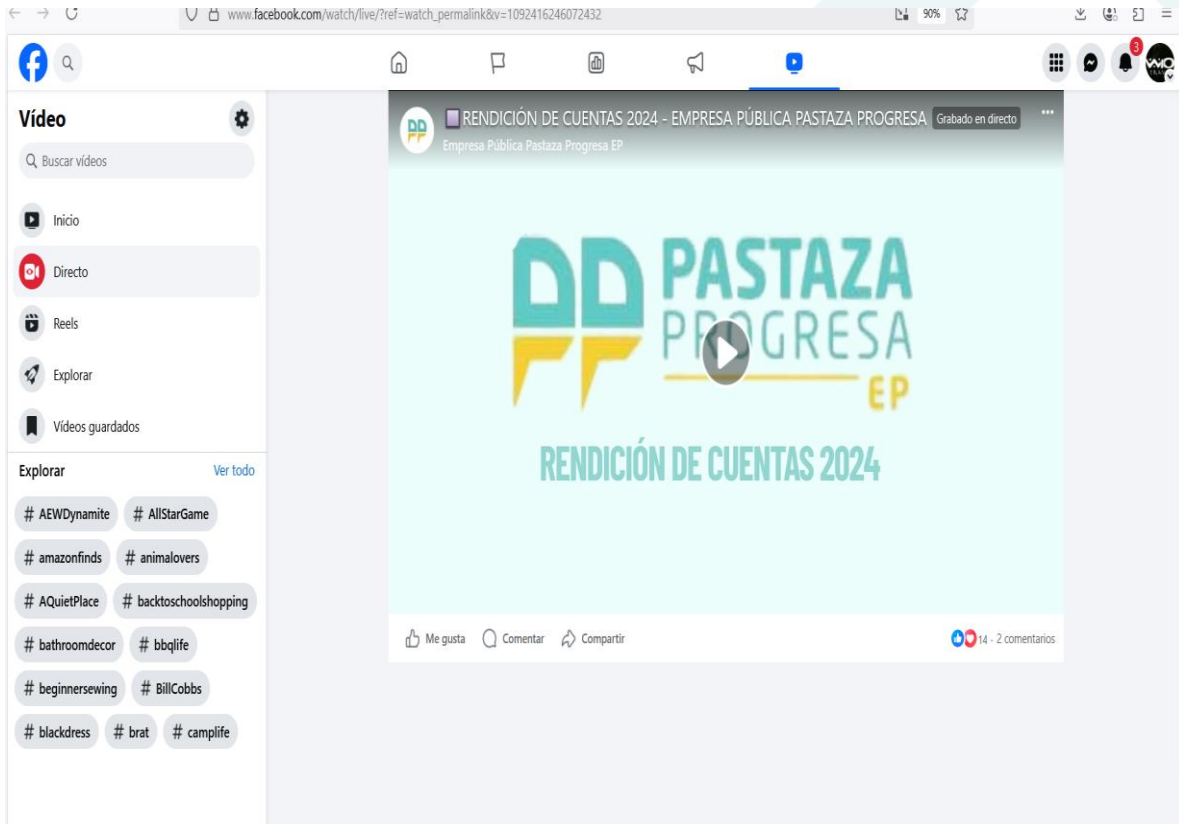 www.facebook.com/watch/live/?ref=watch_permalink&v=1092416246072432
90%
3
Vídeo
Buscar vídeos
Inicio
Directo
Reels
Explorar
Vídeos guardados
Explorar
Ver todo
# AEWDynamite # AllStarGame
# amazonfinds # animalovers
# AQuietPlace # backtoschoolshopping
# bathroomdecor # bbqlife
# beginnersewing # BillCobbs
# blackdress # brat # camplife
RENDICIÓN DE CUENTAS 2024 - EMPRESA PÚBLICA PASTAZA PROGRESA Grabado en directo
Empresa Pública Pastaza Progresa EP
PASTAZA
PROGRESA
EP
RENDICIÓN DE CUENTAS 2024
Me gusta Comentar Compartir
14 · 2 comentarios